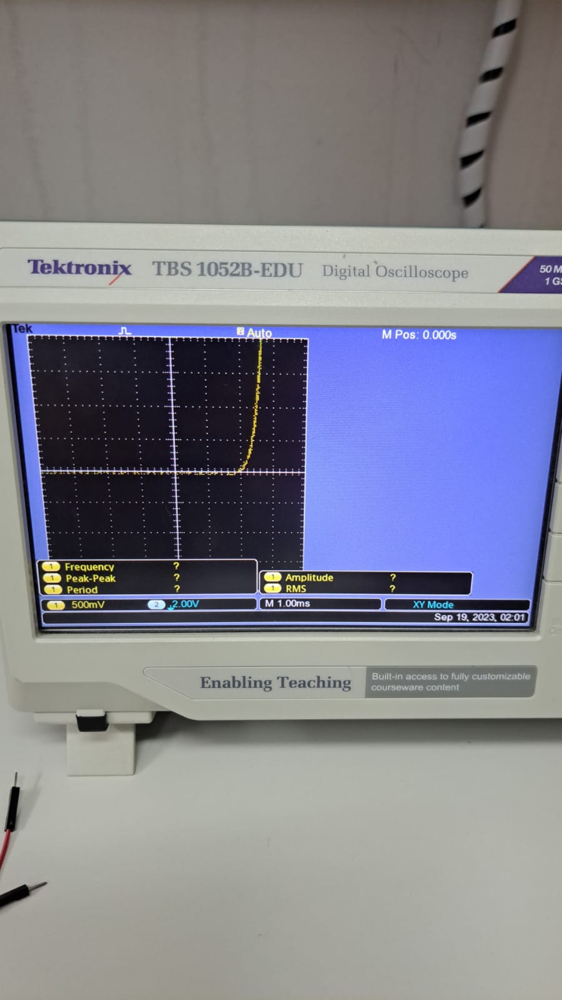 Tektronix TBS 1052B-EDU Digital Oscilloscope
50 M
1 GS
Tek Auto M Pos: 0.000s
1 Frequency ?
1 Peak-Peak ?
1 Period ?
1 Amplitude ?
1 RMS ?
1 500mV 2 2.00V M 1.00ms XY Mode
Sep 19, 2023, 02:01
Enabling Teaching
Built-in access to fully customizable
courseware content